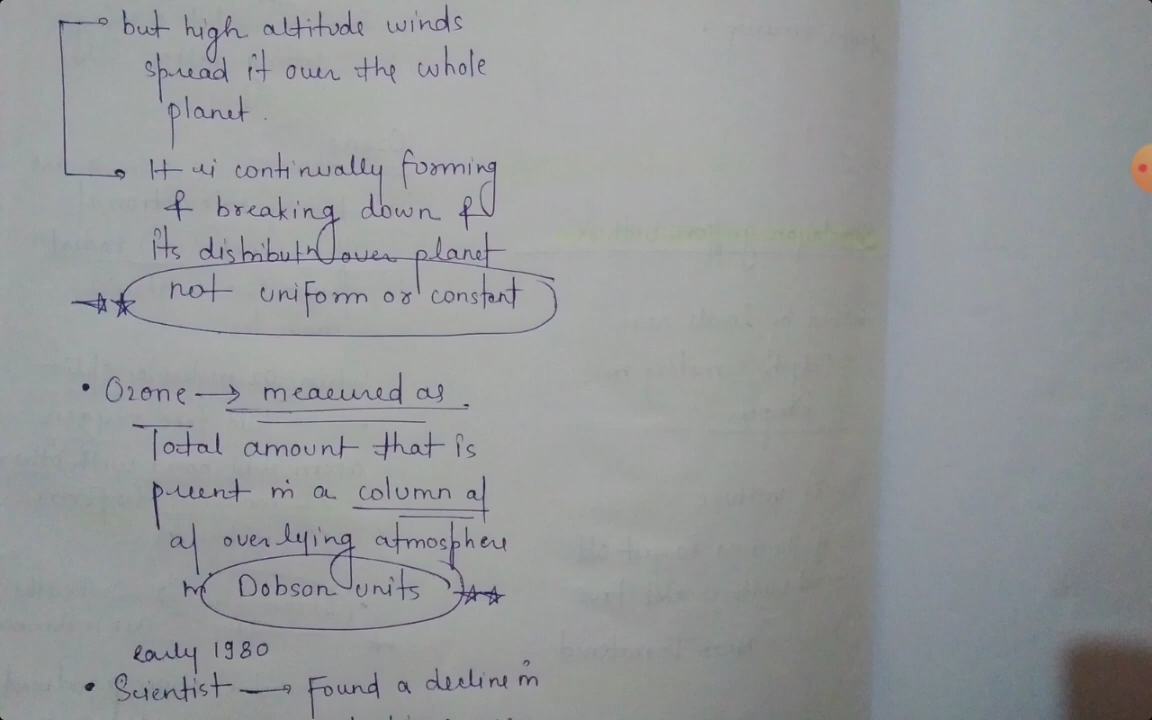 but high altitude winds
spread it over the whole
planet.
It is continually forming
& breaking down &
its distributn over planet
not uniform or constant
• Ozone → measured as
Total amount that is
present in a column of
of overlying atmosphere
in Dobson units
early 1980
• Scientist → Found a decline in